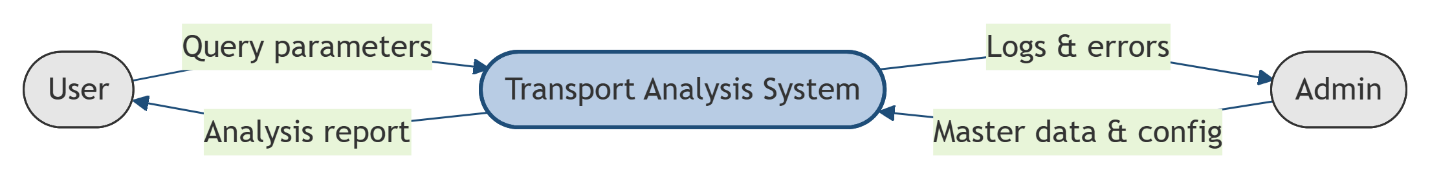 Query parameters
Logs & errors
User
Transport Analysis System
Admin
Analysis report
Master data & config